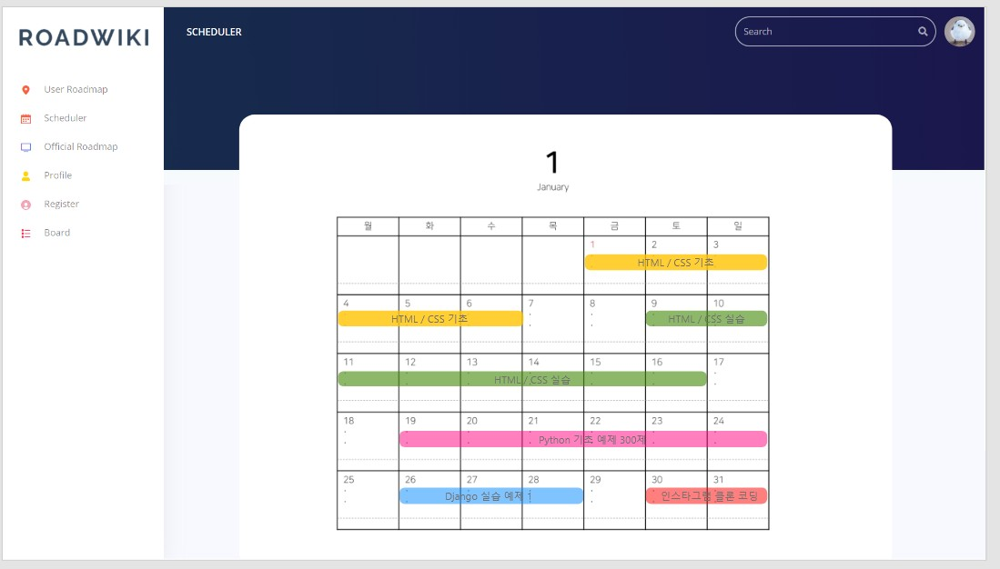 ROADWIKI
SCHEDULER
Search
User Roadmap
Scheduler
Official Roadmap
Profile
Register
Board
1
January
월 화 수 목 금 토 일
1 2 3
HTML / CSS 기초
4 5 6 7 8 9 10
HTML / CSS 기초 HTML / CSS 실습
11 12 13 14 15 16 17
HTML / CSS 실습
18 19 20 21 22 23 24
Python 기초 예제 300제
25 26 27 28 29 30 31
Django 실습 예제 1 인스타그램 클론 코딩